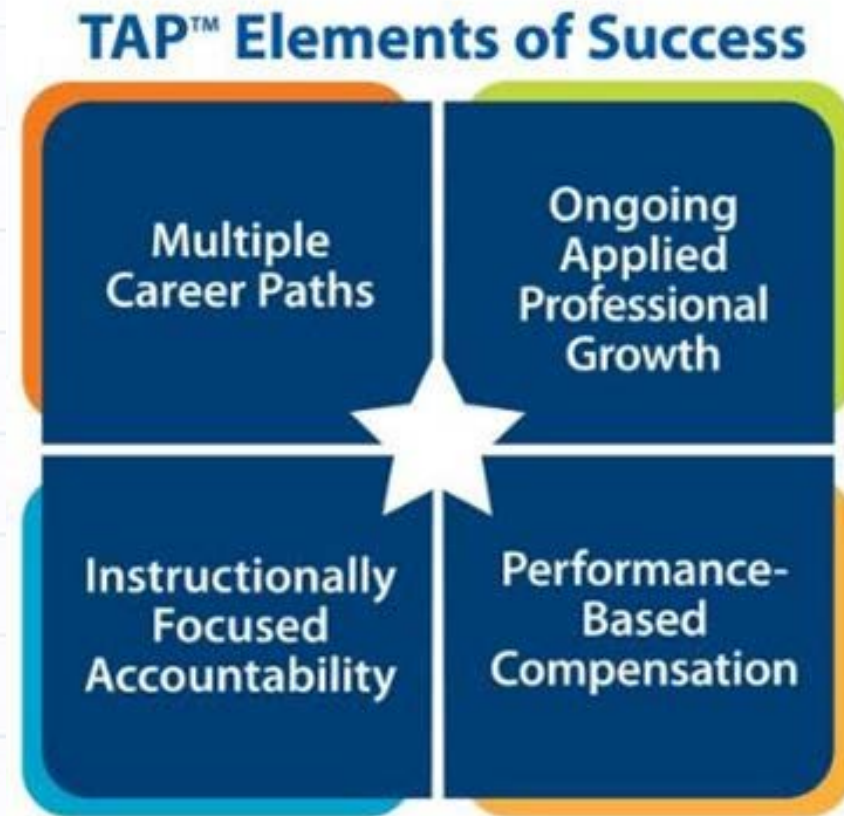 TAP™ Elements of Success
Multiple
Career Paths
Ongoing
Applied
Professional
Growth
Instructionally
Focused
Accountability
Performance-
Based
Compensation